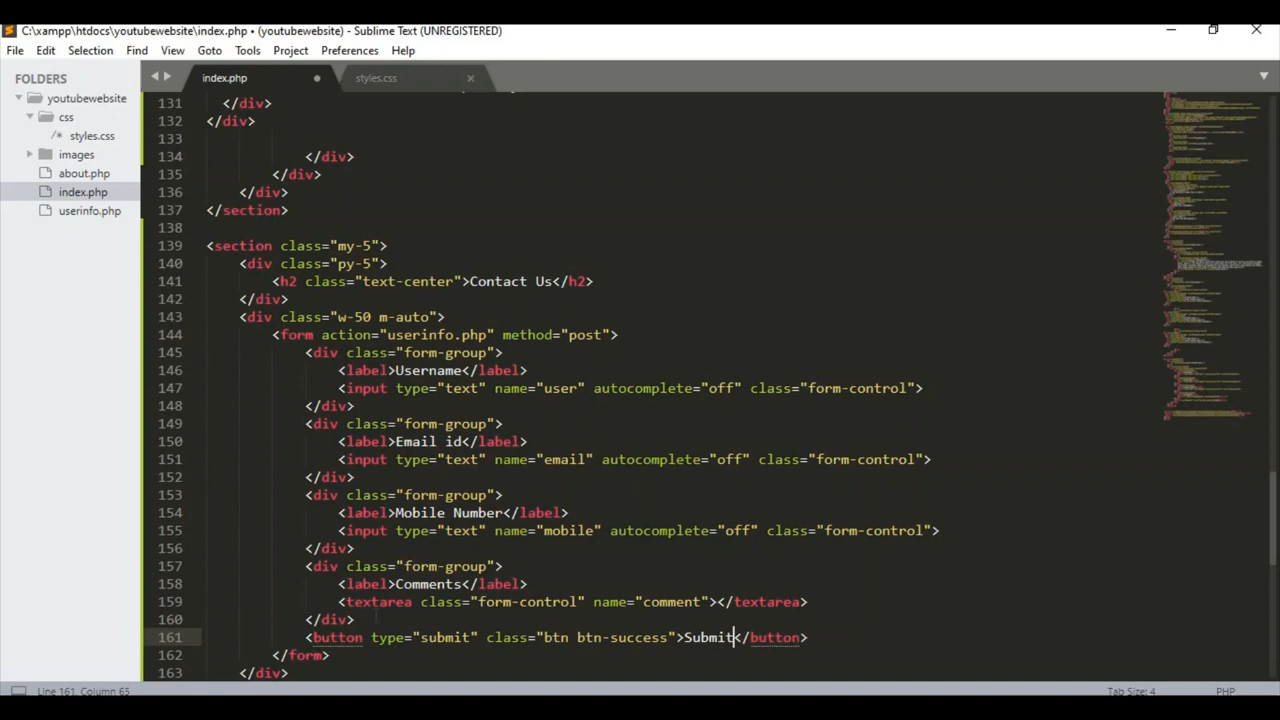 C:\xampp\htdocs\youtubewebsite\index.php • (youtubewebsite) - Sublime Text (UNREGISTERED)
File Edit Selection Find View Goto Tools Project Preferences Help
FOLDERS
youtubewebsite
css
/* styles.css
images
about.php
index.php
userinfo.php
index.php styles.css
131 </div>
132 </div>
133
134 </div>
135 </div>
136 </div>
137 </section>
138
139 <section class="my-5">
140 <div class="py-5">
141 <h2 class="text-center">Contact Us</h2>
142 </div>
143 <div class="w-50 m-auto">
144 <form action="userinfo.php" method="post">
145 <div class="form-group">
146 <label>Username</label>
147 <input type="text" name="user" autocomplete="off" class="form-control">
148 </div>
149 <div class="form-group">
150 <label>Email id</label>
151 <input type="text" name="email" autocomplete="off" class="form-control">
152 </div>
153 <div class="form-group">
154 <label>Mobile Number</label>
155 <input type="text" name="mobile" autocomplete="off" class="form-control">
156 </div>
157 <div class="form-group">
158 <label>Comments</label>
159 <textarea class="form-control" name="comment"></textarea>
160 </div>
161 <button type="submit" class="btn btn-success">Submit</button>
162 </form>
163 </div>
Line 161, Column 65 Tab Size: 4 PHP